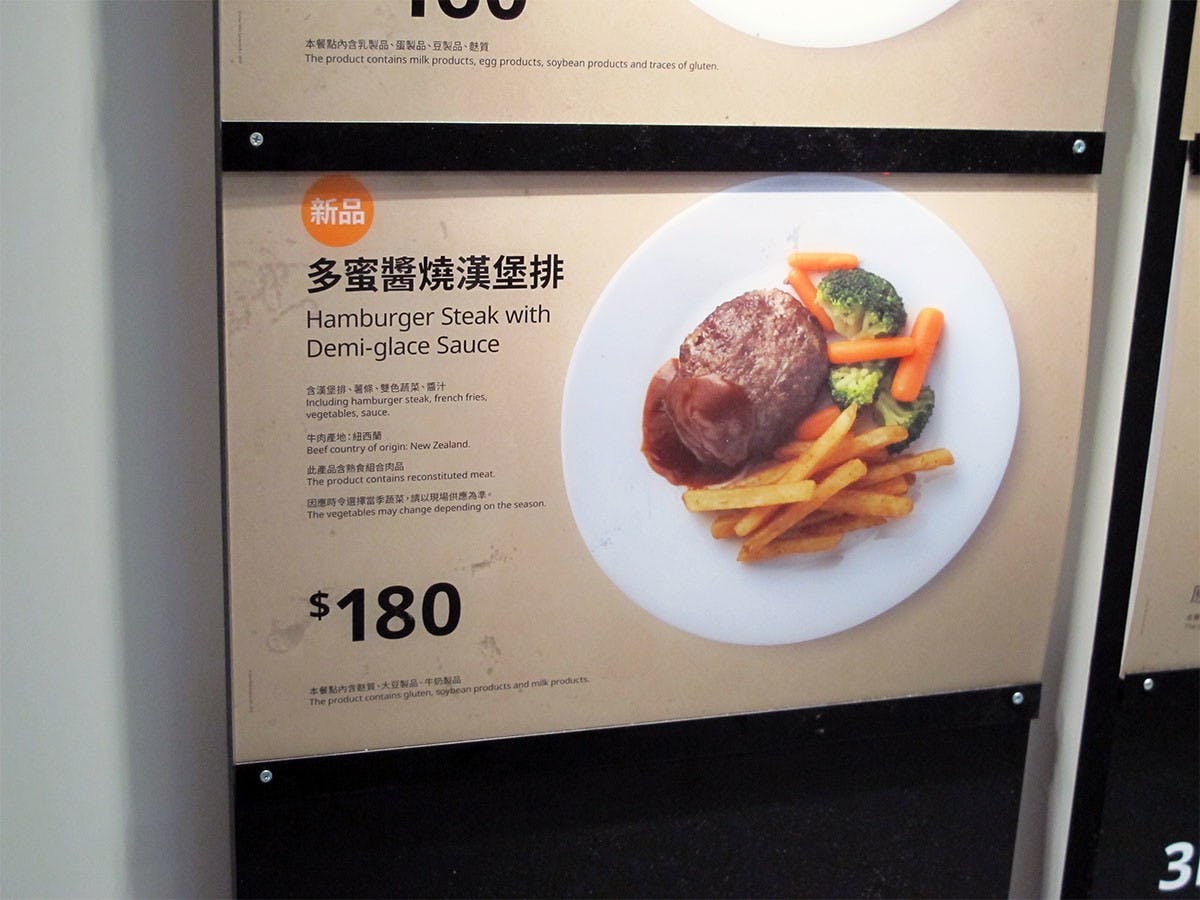 本餐點內含乳製品、蛋製品、豆製品、麩質
The product contains milk products, egg products, soybean products and traces of gluten.
新品
多蜜醬燒漢堡排
Hamburger Steak with
Demi-glace Sauce
含漢堡排、薯條、雙色蔬菜、醬汁
Including hamburger steak, french fries,
vegetables, sauce.
牛肉產地：紐西蘭
Beef country of origin: New Zealand.
此產品含熟食組合肉品
The product contains reconstituted meat.
因應時令選擇當季蔬菜，請以現場供應為準。
The vegetables may change depending on the season.
$180
本餐點內含麩質、大豆製品、牛奶製品
The product contains gluten, soybean products and milk products.